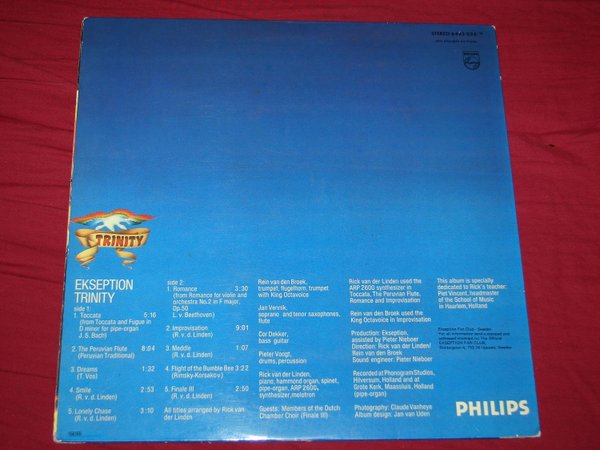 STEREO
PHILIPS
TRINITY
EKSEPTION
TRINITY
side 1:
1. Toccata 5:16
(from Toccata and Fugue in
D minor for pipe-organ
J. S. Bach)
2. The Peruvian Flute 8:04
(Peruvian Traditional)
3. Dreams 1:32
(T. Vos)
4. Smile 2:53
(R. v. d. Linden)
5. Lonely Chase 3:10
(R. v. d. Linden)
side 2:
1. Romance 3:30
(from Romance for violin and
orchestra No. 2 in F major,
Op. 50
L. v. Beethoven)
2. Improvisation 9:01
(R. v. d. Linden)
3. Meddle 1:07
(R. v. d. Linden)
4. Flight of the Bumble Bee 3:22
(Rimsky-Korsakov)
5. Finale III 2:50
(R. v. d. Linden)
All titles arranged by Rick van
der Linden
Rein van den Broek,
trumpet, flugelhorn, trumpet
with King Octavoice
Jan Vennik,
soprano and tenor saxophones,
flute
Cor Dekker,
bass guitar
Pieter Voogt,
drums, percussion
Rick van der Linden,
piano, hammond organ, spinet,
pipe-organ, ARP 2600,
synthesizer, melotron
Guests: Members of the Dutch
Chamber Choir (Finale III)
Rick van der Linden used the
ARP 2600 synthesizer in
Toccata, The Peruvian Flute,
Romance and Improvisation
Rein van den Broek used the
King Octavoice in Improvisation
Production: Ekseption,
assisted by Pieter Nieboer
Direction: Rick van der Linden/
Rein van den Broek
Sound engineer: Pieter Nieboer
Recorded at Phonogram Studios,
Hilversum, Holland and at
Grote Kerk, Maassluis, Holland
(pipe-organ)
Photography: Claude Vanheye
Album design: Jan van Uden
This album is specially
dedicated to Rick's teacher:
Piet Vincent, headmaster
of the School of Music
in Haarlem, Holland
Ekseption Fan Club - Sweden
EKSEPTION FAN CLUB,
PHILIPS